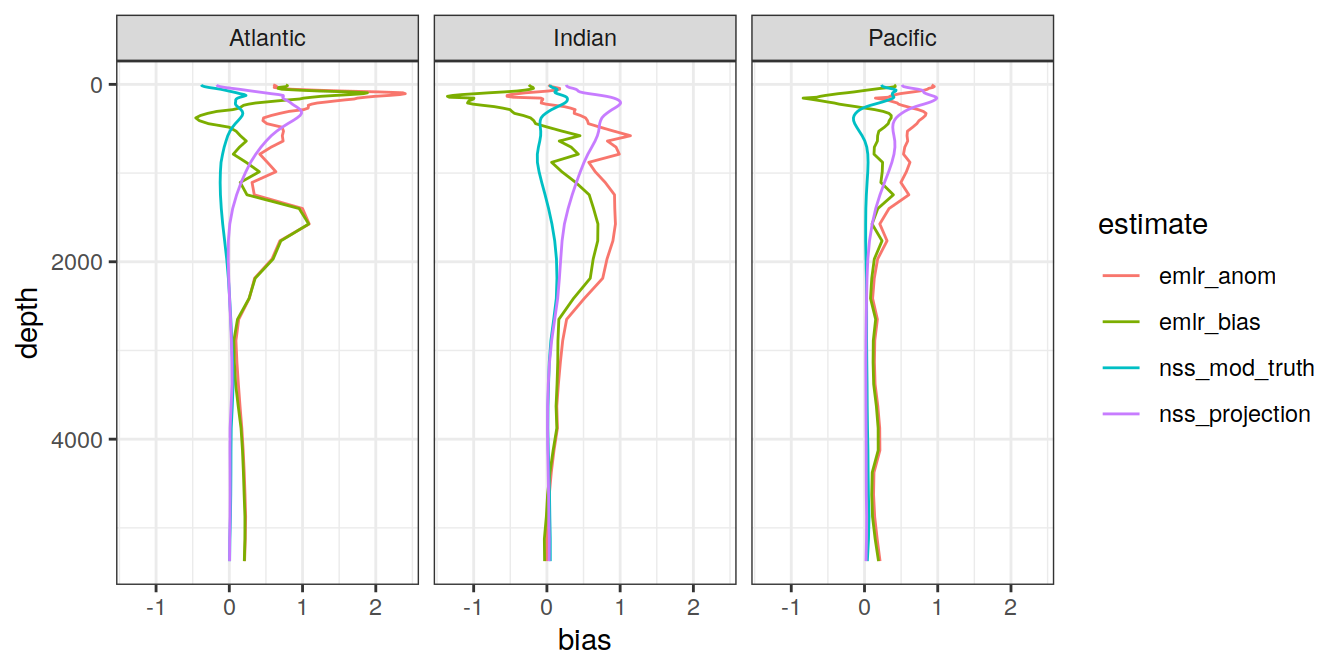 Atlantic Indian Pacific
0
2000
4000
depth
-1 0 1 2 -1 0 1 2 -1 0 1 2
bias
estimate
emlr_anom
emlr_bias
nss_mod_truth
nss_projection